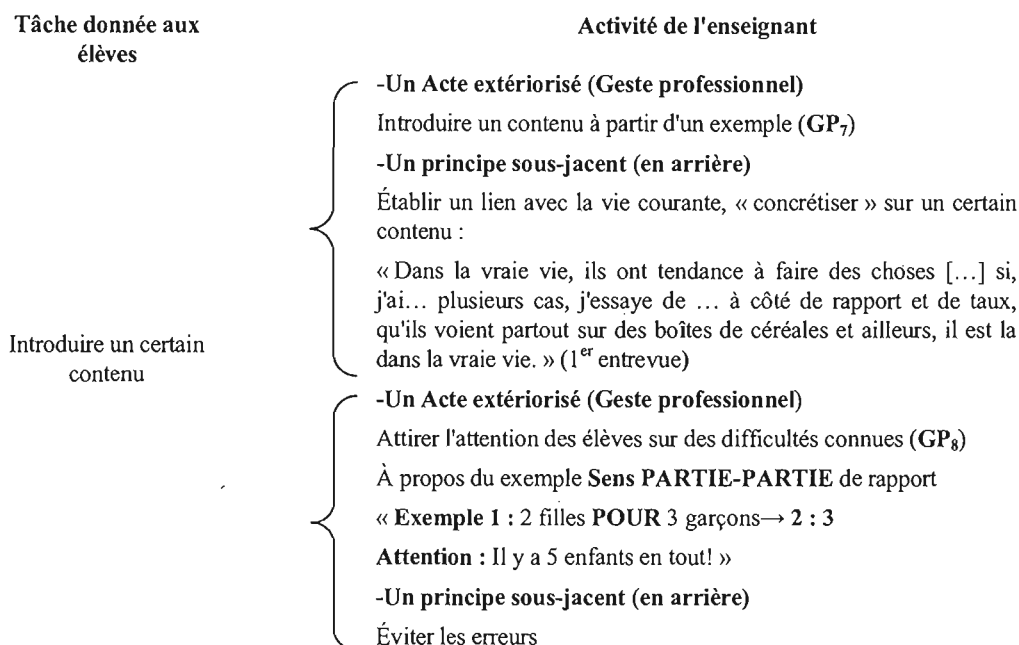 Tâche donnée aux
élèves
Activité de l'enseignant
-Un Acte extériorisé (Geste professionnel)
Introduire un contenu à partir d'un exemple (GP7)
-Un principe sous-jacent (en arrière)
Établir un lien avec la vie courante, « concrétiser » sur un certain
contenu :
« Dans la vraie vie, ils ont tendance à faire des choses [...] si,
j'ai... plusieurs cas, j'essaye de ... à côté de rapport et de taux,
qu'ils voient partout sur des boîtes de céréales et ailleurs, il est la
dans la vraie vie. » (1er entrevue)
Introduire un certain
contenu
-Un Acte extériorisé (Geste professionnel)
Attirer l'attention des élèves sur des difficultés connues (GP8)
À propos du exemple Sens PARTIE-PARTIE de rapport
« Exemple 1 : 2 filles POUR 3 garçons→ 2 : 3
Attention : Il y a 5 enfants en tout! »
-Un principe sous-jacent (en arrière)
Éviter les erreurs